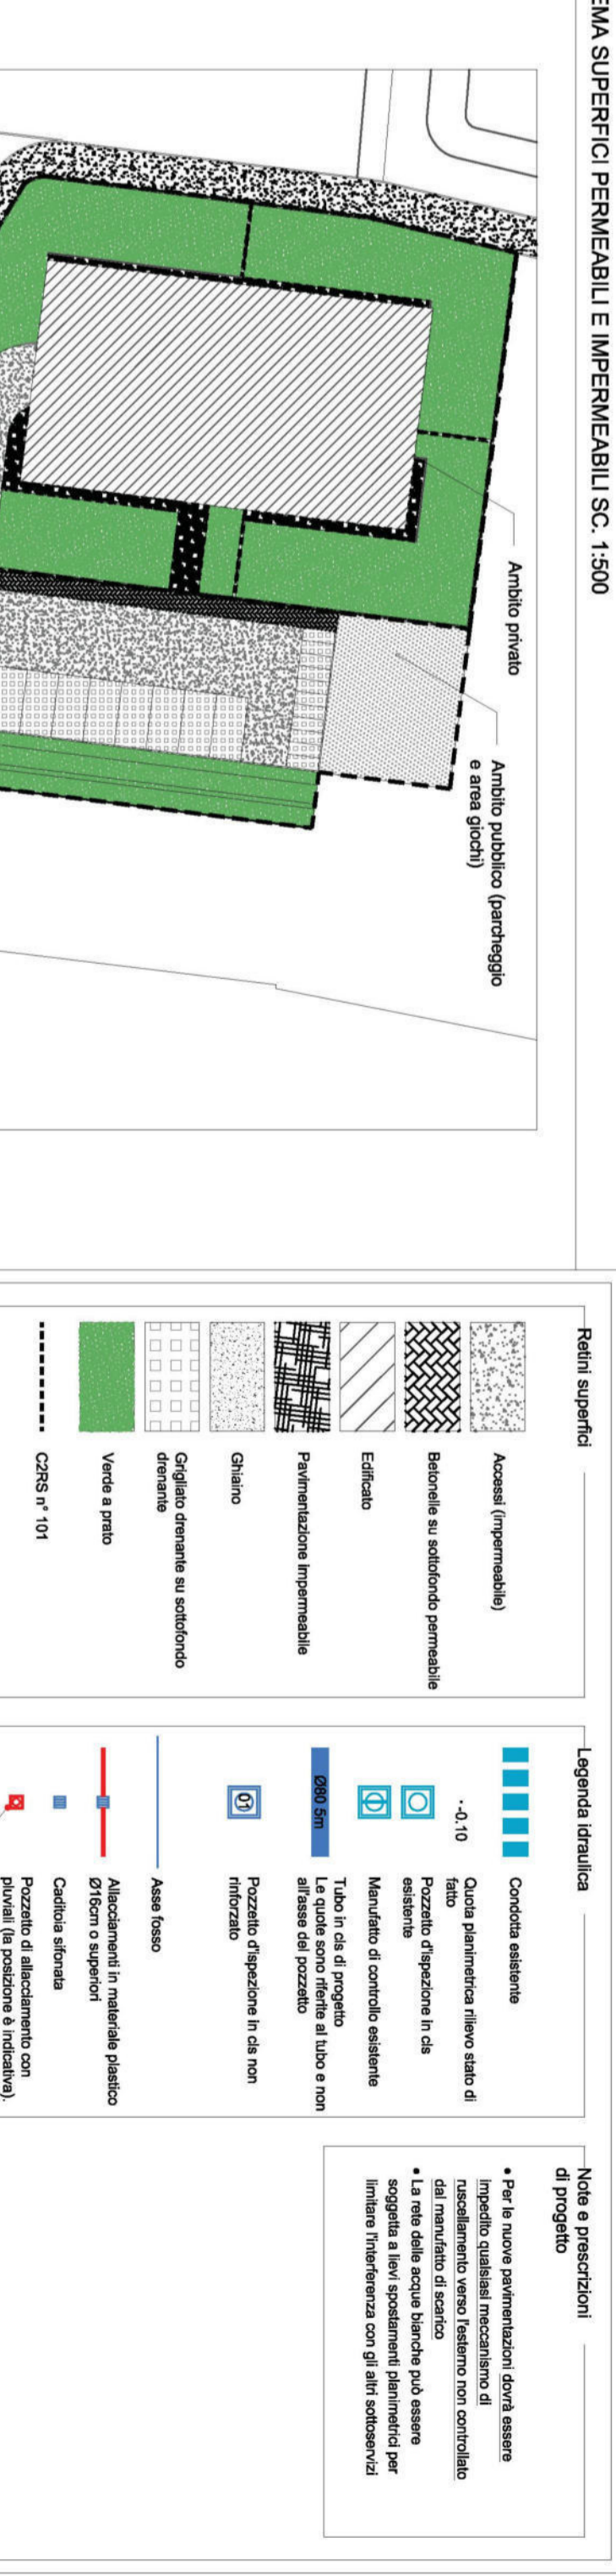 EMA SUPERFICI PERMEABILI E IMPERMEABILI SC. 1:500
Ambito privato
Ambito pubblico (parcheggio
e area giochi)
Retini superfici
Accessi (impermeabile)
Betonelle su sottofondo permeabile
Edificato
Pavimentazione impermeabile
Ghiaino
Grigliato drenante su sottofondo
drenante
Verde a prato
C2RS n° 101
Legenda idraulica
Condotta esistente
-0.10
Quota planimetrica rilievo stato di
fatto
Pozzetto d'ispezione in cls
esistente
Manufatto di controllo esistente
Ø80 5m
Tubo in cls di progetto
Le quote sono riferite al tubo e non
all'asse del pozzetto
01
Pozzetto d'ispezione in cls non
rinforzato
Asse fosso
Allacciamenti in materiale plastico
Ø16cm o superiori
Caditoia sifonata
Pozzetto di allacciamento con
pluviali (la posizione è indicativa).
Note e prescrizioni
di progetto
• Per le nuove pavimentazioni dovrà essere
impedito qualsiasi meccanismo di
ruscellamento verso l'esterno non controllato
dal manufatto di scarico
• La rete delle acque bianche può essere
soggetta a lievi spostamenti planimetrici per
limitare l'interferenza con gli altri sottoservizi